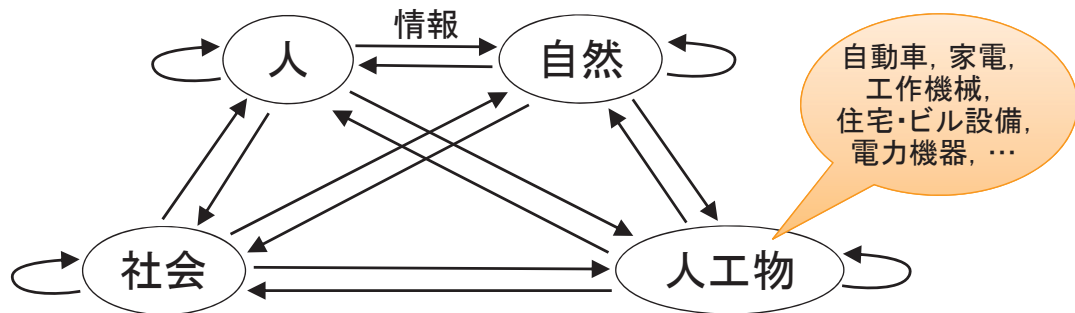 情報
人
自然
自動車, 家電,
工作機械,
住宅・ビル設備,
電力機器, …
社会
人工物